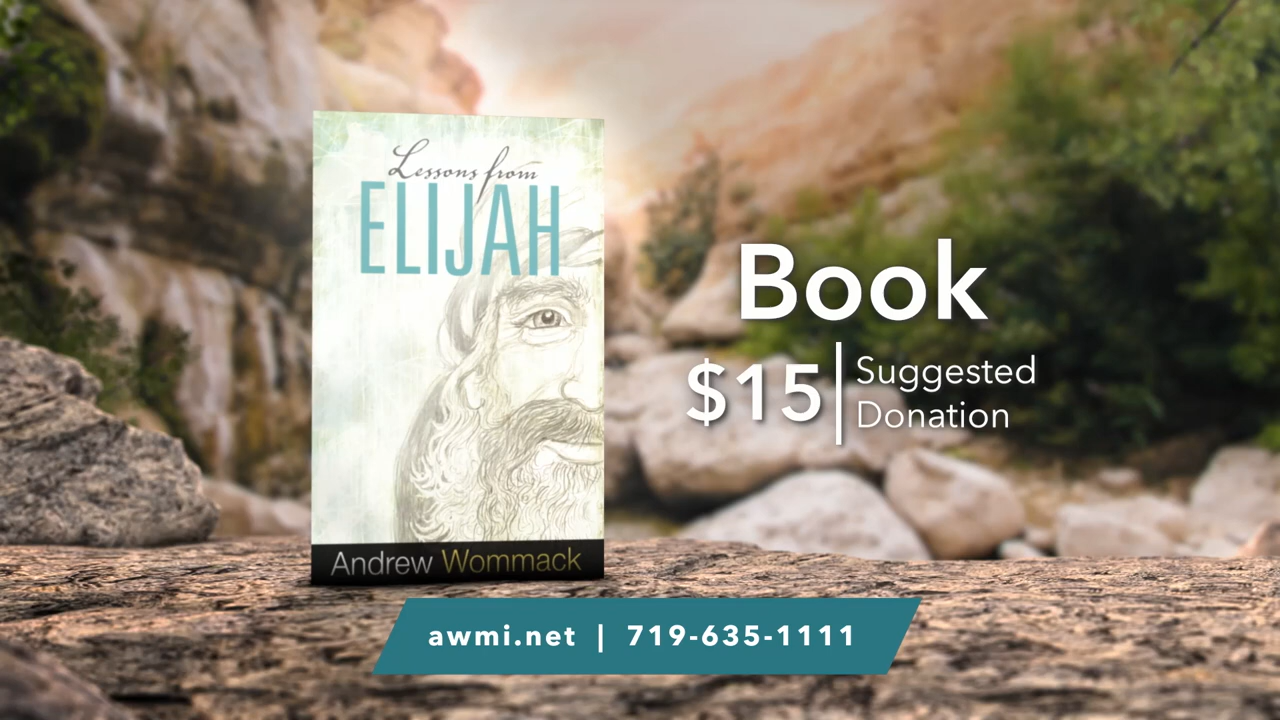 Lessons from
ELIJAH
Andrew Wommack
Book
$15 | Suggested
Donation
awmi.net | 719-635-1111